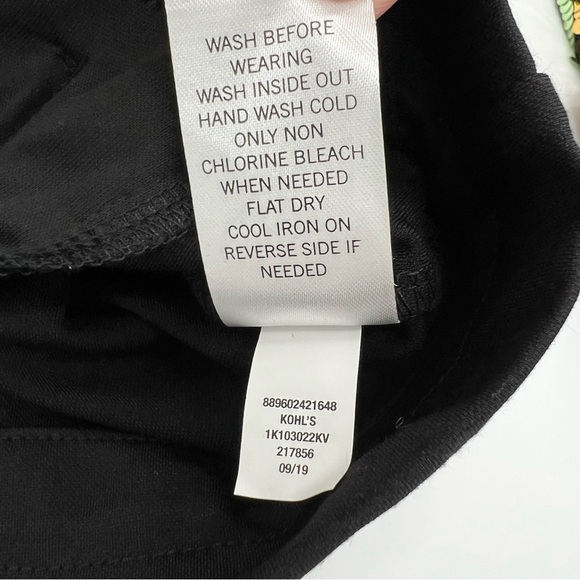 WASH BEFORE
WEARING
WASH INSIDE OUT
HAND WASH COLD
ONLY NON
CHLORINE BLEACH
WHEN NEEDED
FLAT DRY
COOL IRON ON
REVERSE SIDE IF
NEEDED
889602421648
KOHL'S
1K103022KV
217856
09/19